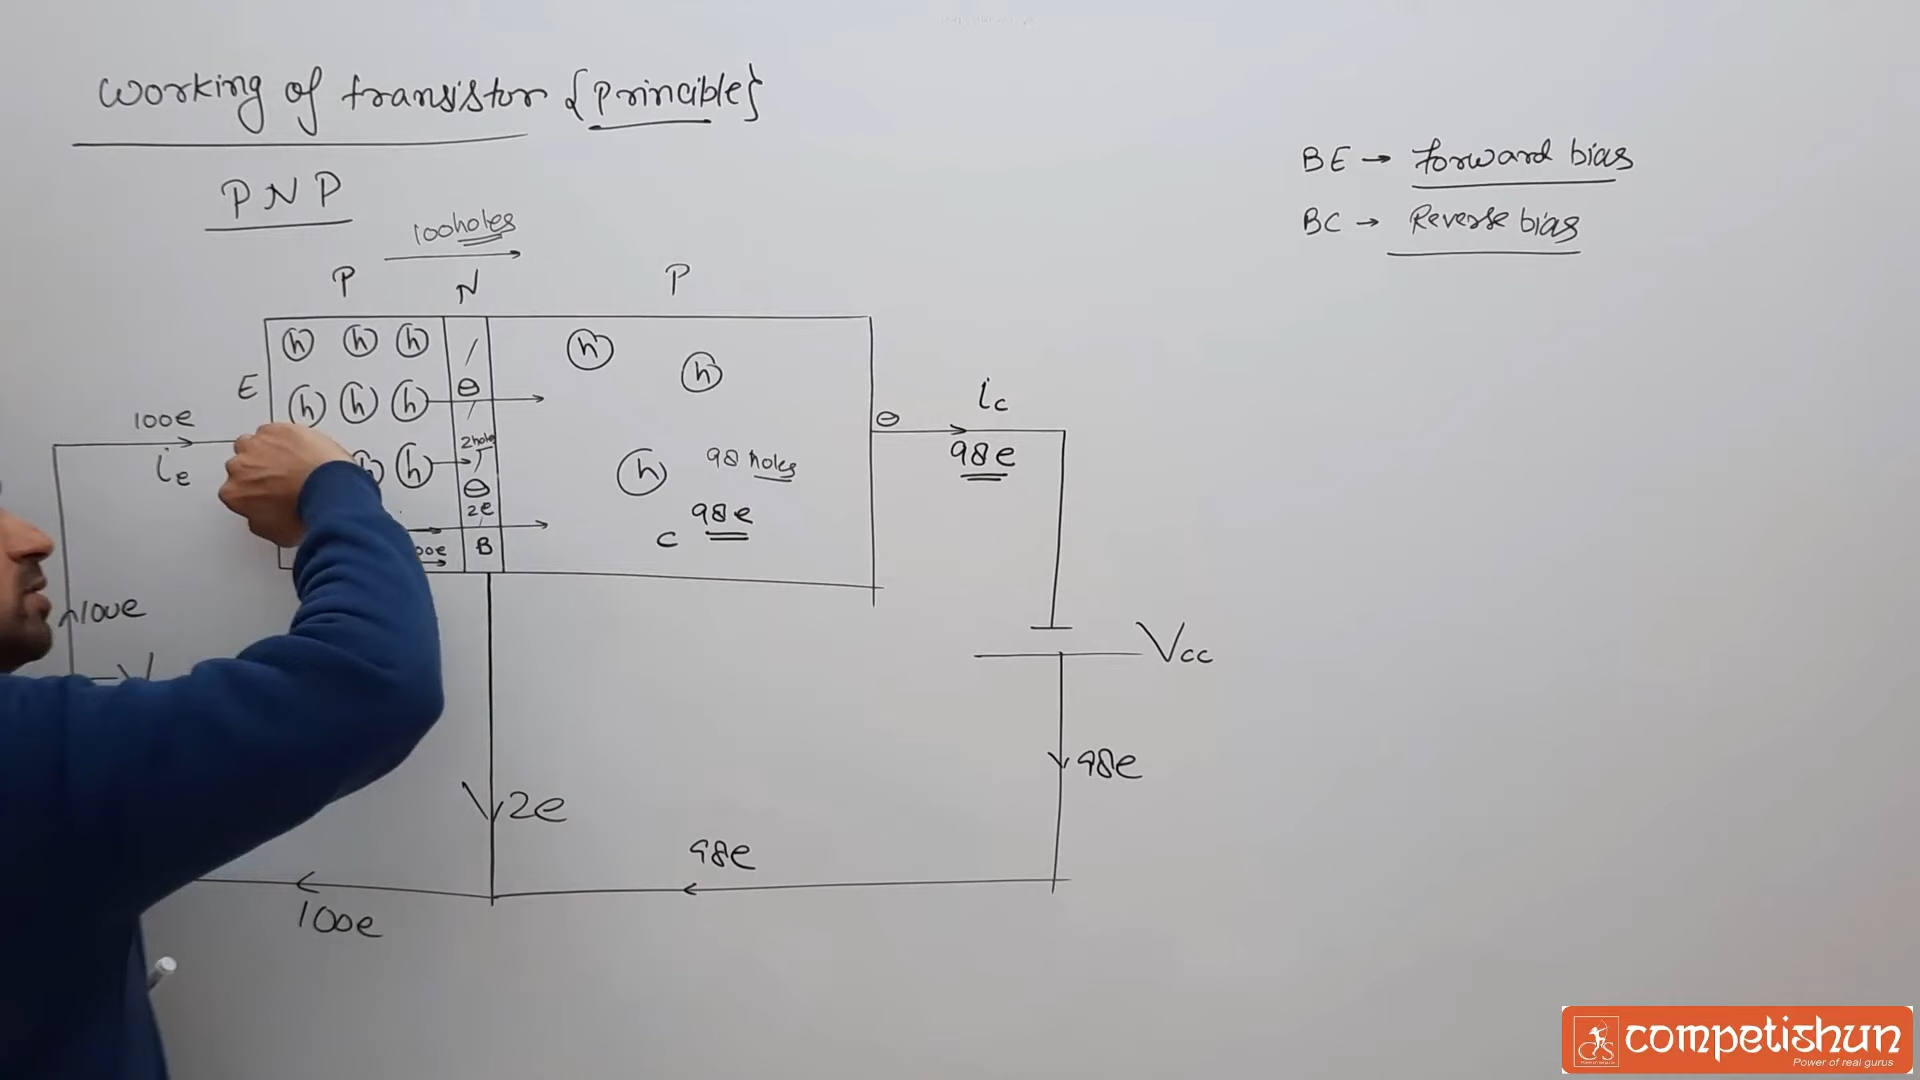 Working of transistor {principle}
PNP
100holes
P N P
BE → forward bias
BC → Reverse bias
h h h h h
E h h h
100e
ie
2holes
h h h
98 holes
2e
98e
C
B
ic
98e
100e
Vcc
98e
2e
98e
100e
competishun
Power of real gurus